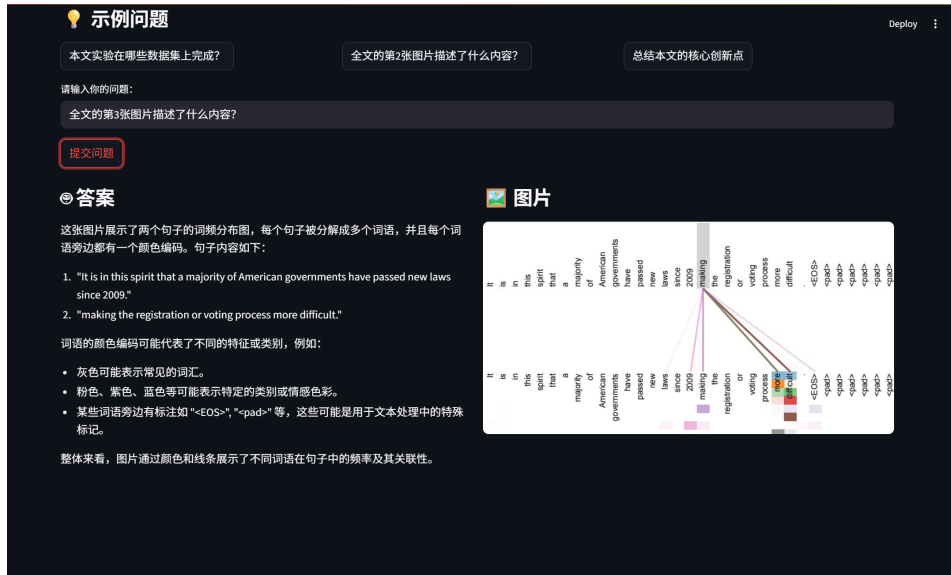 💡 示例问题
Deploy
本文实验在哪些数据集上完成?
全文的第2张图片描述了什么内容?
总结本文的核心创新点
请输入你的问题:
全文的第3张图片描述了什么内容?
提交问题
答案
这张图片展示了两个句子的词频分布图，每个句子被分解成多个词语，并且每个词
语旁边都有一个颜色编码。句子内容如下：
1. "It is in this spirit that a majority of American governments have passed new laws
since 2009."
2. "making the registration or voting process more difficult."
词语的颜色编码可能代表了不同的特征或类别，例如：
• 灰色可能表示常见的词汇。
• 粉色、紫色、蓝色等可能表示特定的类别或情感色彩。
• 某些词语旁边有标注如 "<EOS>", "<pad>" 等，这些可能是用于文本处理中的特殊
标记。
整体来看，图片通过颜色和线条展示了不同词语在句子中的频率及其关联性。
🖼️ 图片
It is in this spirit that a majority of American governments have passed new laws since 2009 making the registration or voting process more difficult . <EOS> <pad> <pad> <pad> <pad> <pad> <pad>
It is in this spirit that a majority of American governments have passed new laws since 2009 making the registration or voting process more difficult . <EOS> <pad> <pad> <pad> <pad> <pad> <pad>